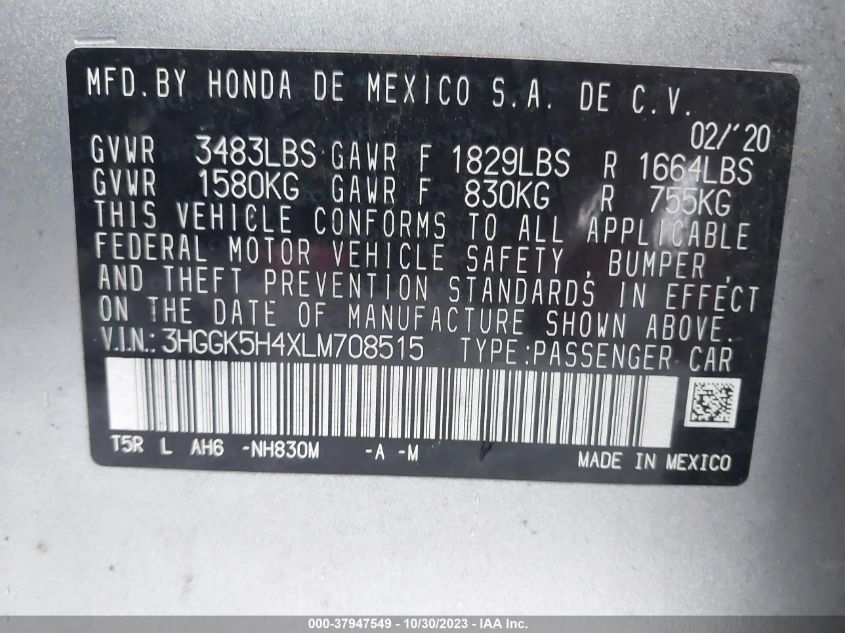 MFD. BY HONDA DE MEXICO S.A. DE C.V.
02/'20
GVWR 3483LBS GAWR F 1829LBS R 1664LBS
GVWR 1580KG GAWR F 830KG R 755KG
THIS VEHICLE CONFORMS TO ALL APPLICABLE
FEDERAL MOTOR VEHICLE SAFETY , BUMPER ,
AND THEFT PREVENTION STANDARDS IN EFFECT
ON THE DATE OF MANUFACTURE SHOWN ABOVE.
V.I.N.: 3HGGK5H4XLM708515 TYPE:PASSENGER CAR
T5R L AH6 -NH830M -A -M
MADE IN MEXICO
000-37947549 - 10/30/2023 - IAA Inc.